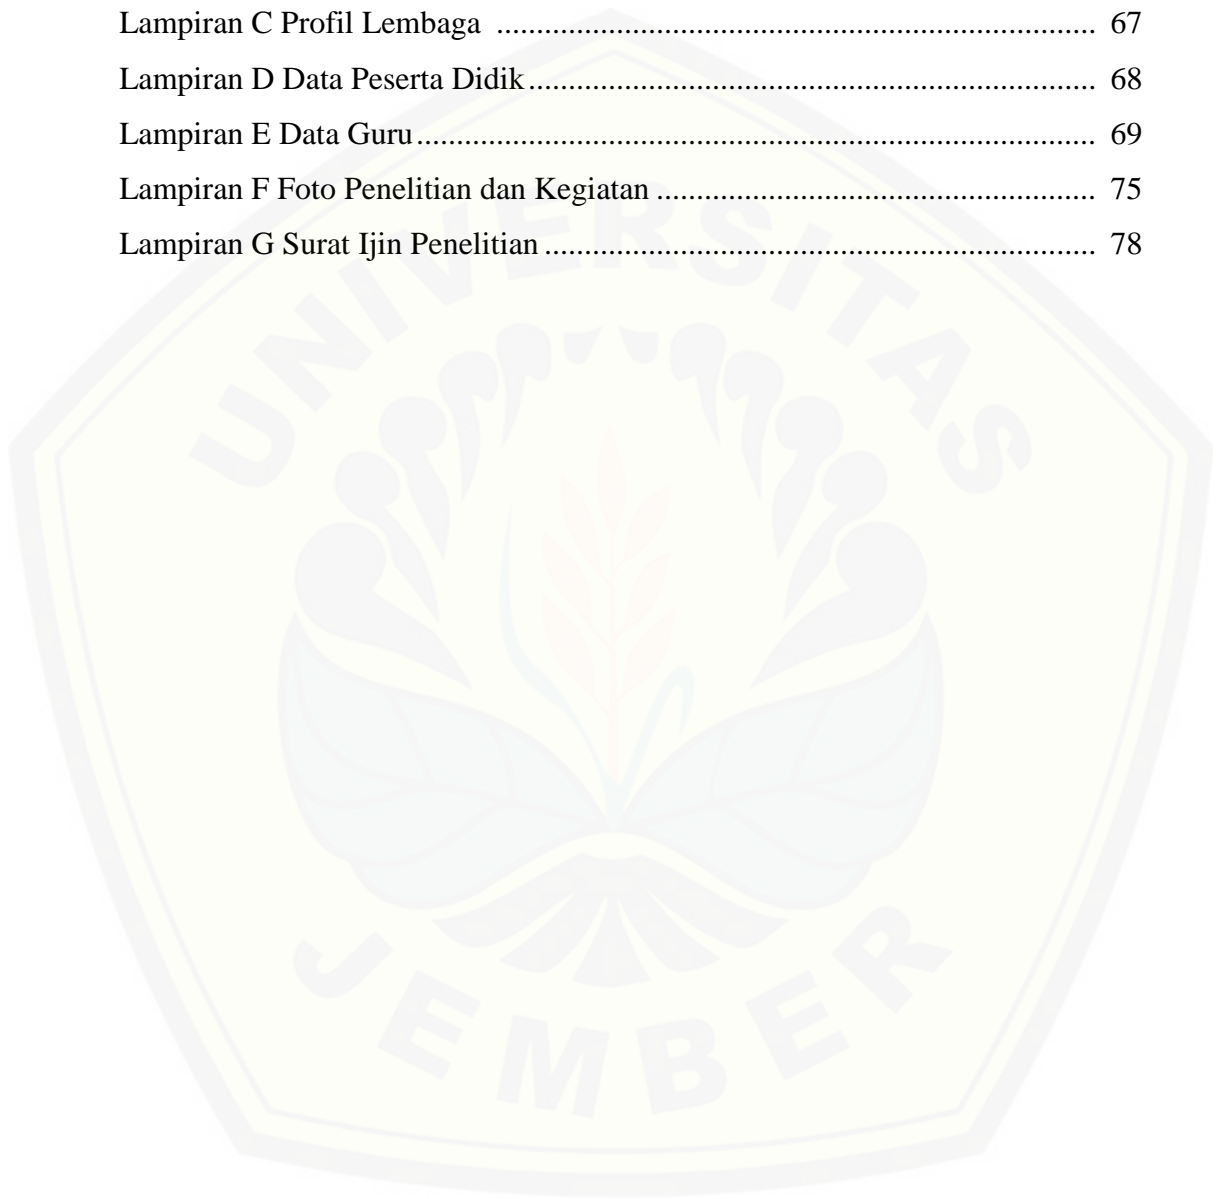 Lampiran C Profil Lembaga ........................................................................... 67
Lampiran D Data Peserta Didik ....................................................................... 68
Lampiran E Data Guru ..................................................................................... 69
Lampiran F Foto Penelitian dan Kegiatan ....................................................... 75
Lampiran G Surat Ijin Penelitian ..................................................................... 78
UNIVERSITAS
JEMBER